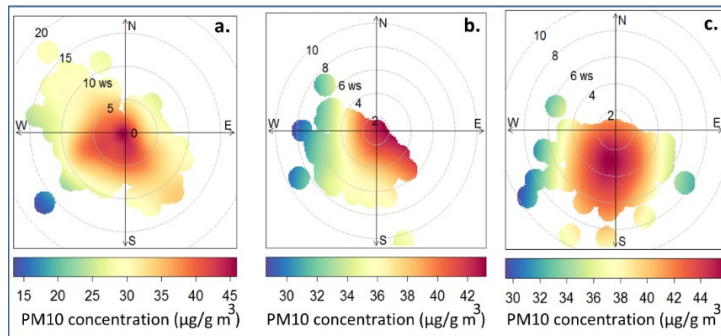 a.
N
20
15
10 ws
5
0
W
E
S
15 20 25 30 35 40 45
PM10 concentration (µg/g m3)
b.
N
10
8
6 ws
4
2
W
E
S
30 32 34 36 38 40 42
PM10 concentration (µg/g m3)
c.
N
10
8
6 ws
4
2
W
E
S
30 32 34 36 38 40 42 44
PM10 concentration (µg/g m3)